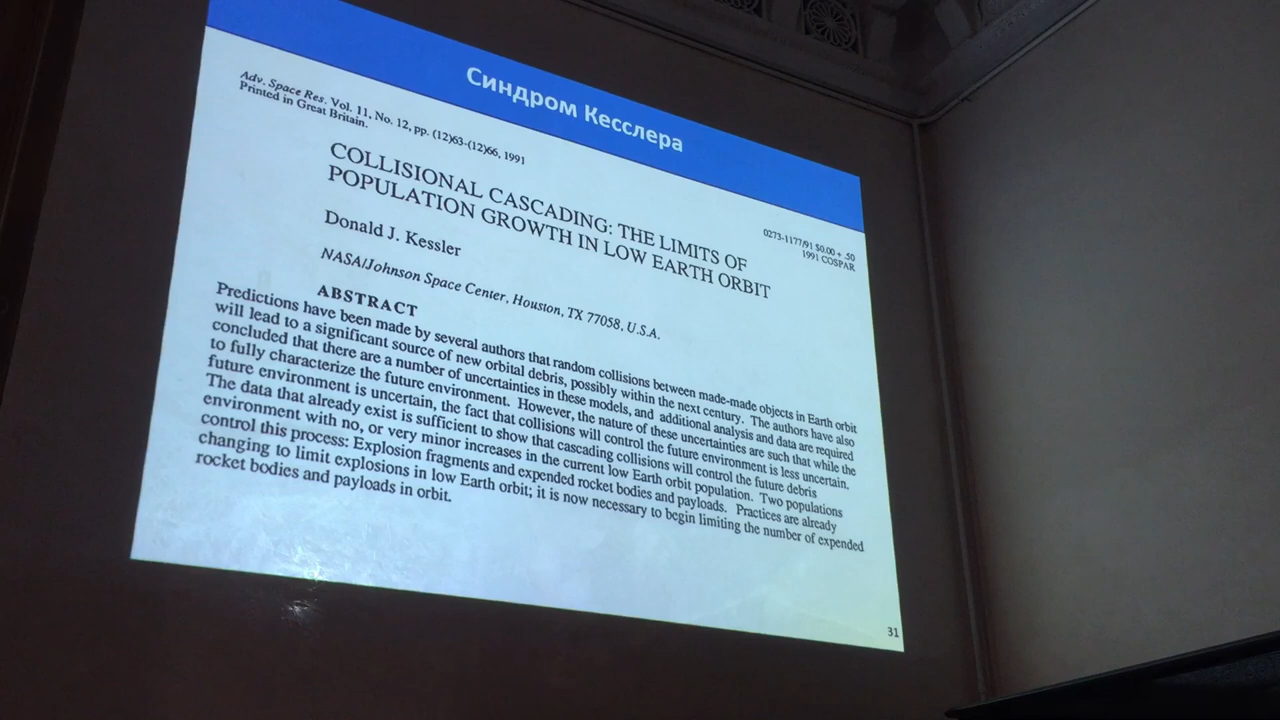 Синдром Кесслера
Adv. Space Res. Vol. 11, No. 12, pp. (12)63-(12)66, 1991
Printed in Great Britain.
0273-1177/91 $0.00 + .50
1991 COSPAR
COLLISIONAL CASCADING: THE LIMITS OF
POPULATION GROWTH IN LOW EARTH ORBIT
Donald J. Kessler
NASA/Johnson Space Center, Houston, TX 77058, U.S.A.
ABSTRACT
Predictions have been made by several authors that random collisions between made-made objects in Earth orbit
will lead to a significant source of new orbital debris, possibly within the next century. The authors have also
concluded that there are a number of uncertainties in these models, and additional analysis and data are required
to fully characterize the future environment. However, the nature of these uncertainties are such that while the
future environment is uncertain, the fact that collisions will control the future environment is less uncertain.
The data that already exist is sufficient to show that cascading collisions will control the future debris
environment with no, or very minor increases in the current low Earth orbit population. Two populations
control this process: Explosion fragments and expended rocket bodies and payloads. Practices are already
changing to limit explosions in low Earth orbit; it is now necessary to begin limiting the number of expended
rocket bodies and payloads in orbit.
31